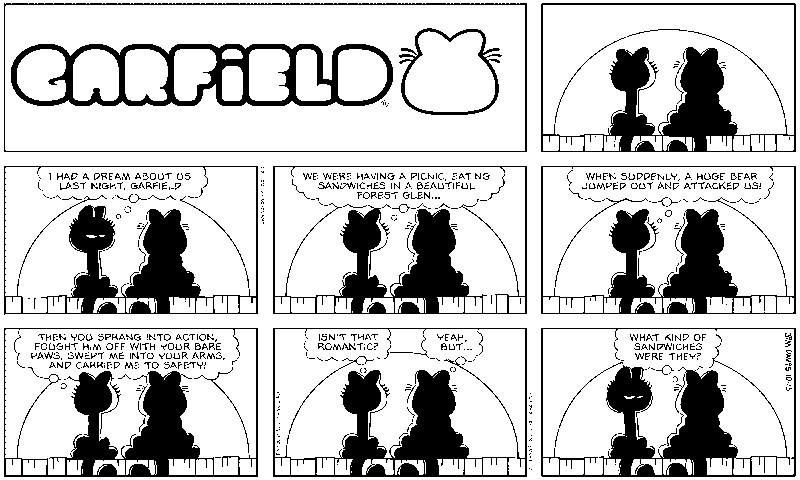 GARFiELD
I HAD A DREAM ABOUT US
LAST NIGHT, GARFIELD
WE WERE HAVING A PICNIC, EATING
SANDWICHES IN A BEAUTIFUL
FOREST GLEN...
WHEN SUDDENLY, A HUGE BEAR
JUMPED OUT AND ATTACKED US!
THEN YOU SPRANG INTO ACTION,
FOUGHT HIM OFF WITH YOUR BARE
PAWS, SWEPT ME INTO YOUR ARMS,
AND CARRIED ME TO SAFETY!
ISN'T THAT
ROMANTIC?
YEAH,
BUT...
WHAT KIND OF
SANDWICHES
WERE THEY?
JIM DAVIS